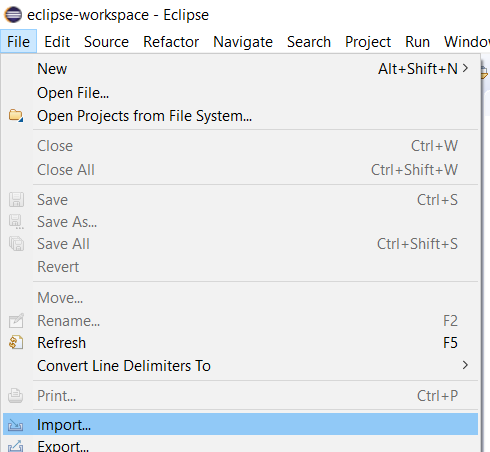 eclipse-workspace - Eclipse
File Edit Source Refactor Navigate Search Project Run Windo
New Alt+Shift+N >
Open File...
Open Projects from File System...
Close Ctrl+W
Close All Ctrl+Shift+W
Save Ctrl+S
Save As...
Save All Ctrl+Shift+S
Revert
Move...
Rename... F2
Refresh F5
Convert Line Delimiters To >
Print... Ctrl+P
Import...
Export...